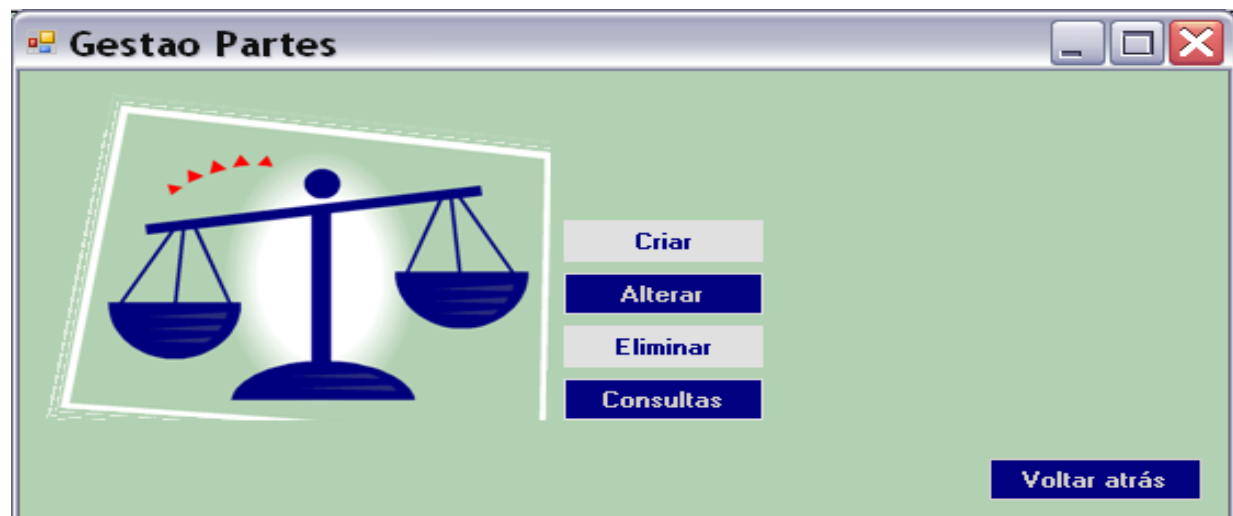 Gestao Partes
Criar
Alterar
Eliminar
Consultas
Voltar atrás